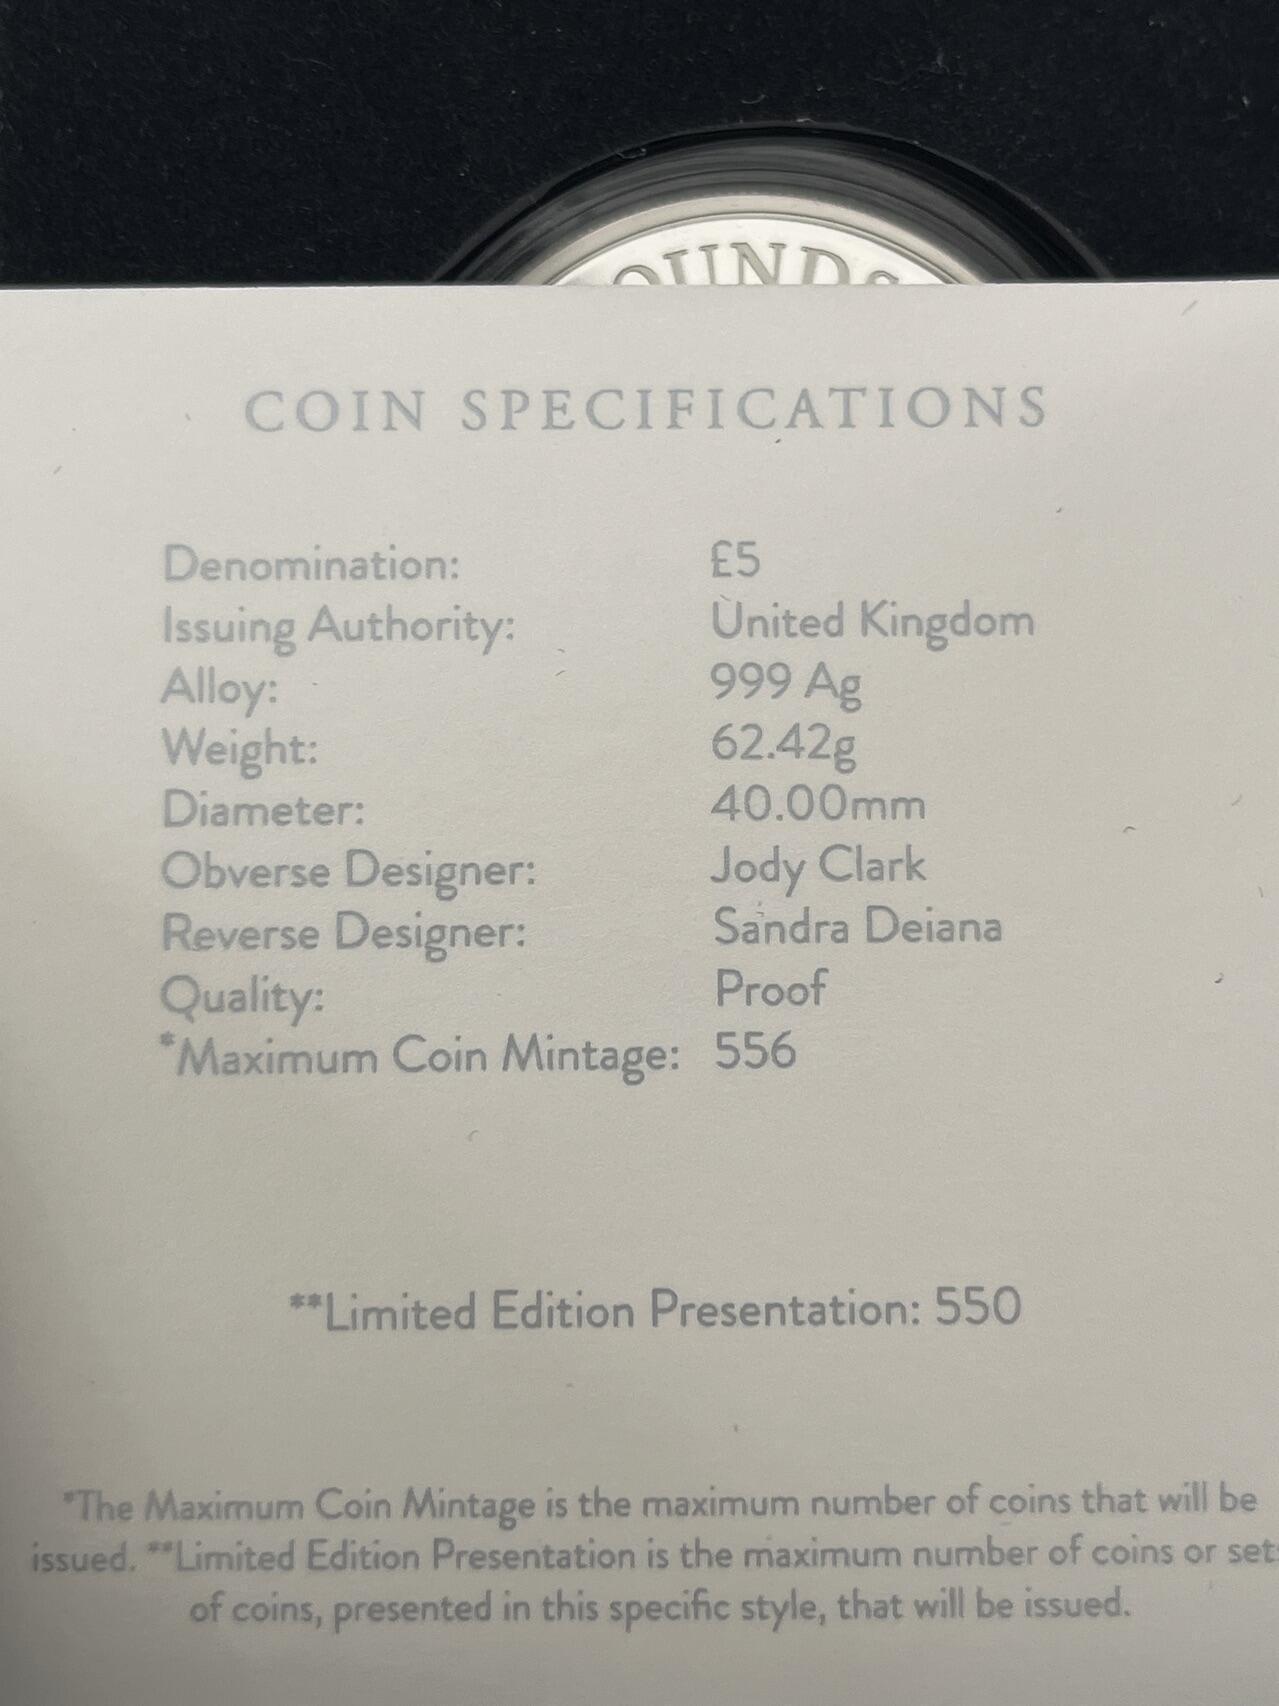 OUNDS
COIN SPECIFICATIONS
Denomination: £5
Issuing Authority: United Kingdom
Alloy: 999 Ag
Weight: 62.42g
Diameter: 40.00mm
Obverse Designer: Jody Clark
Reverse Designer: Sandra Deiana
Quality: Proof
*Maximum Coin Mintage: 556
**Limited Edition Presentation: 550
*The Maximum Coin Mintage is the maximum number of coins that will be
issued. **Limited Edition Presentation is the maximum number of coins or sets
of coins, presented in this specific style, that will be issued.